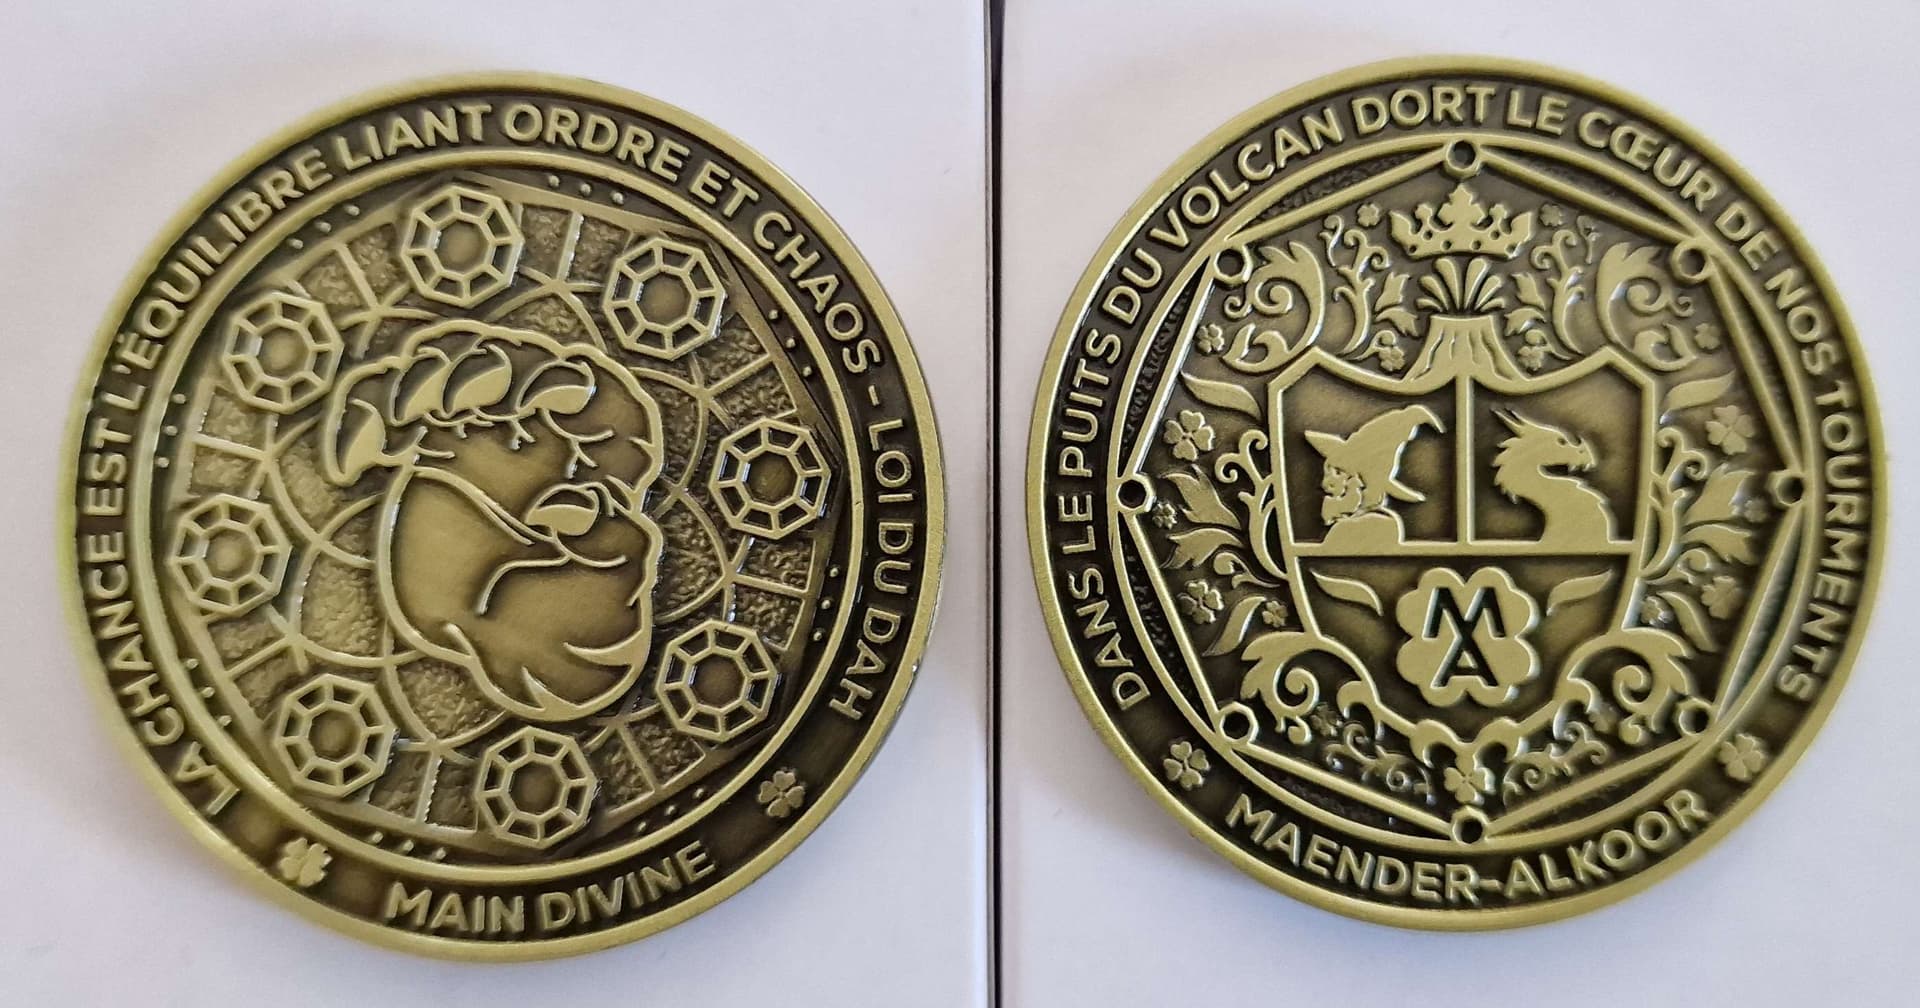 LA CHANCE EST L'ÉQUILIBRE LIANT ORDRE ET CHAOS - LOI DU DAH
MAIN DIVINE
DANS LE PUITS DU VOLCAN DORT LE CŒUR DE NOS TOURMENTS
MA
MAENDER-ALKOOR